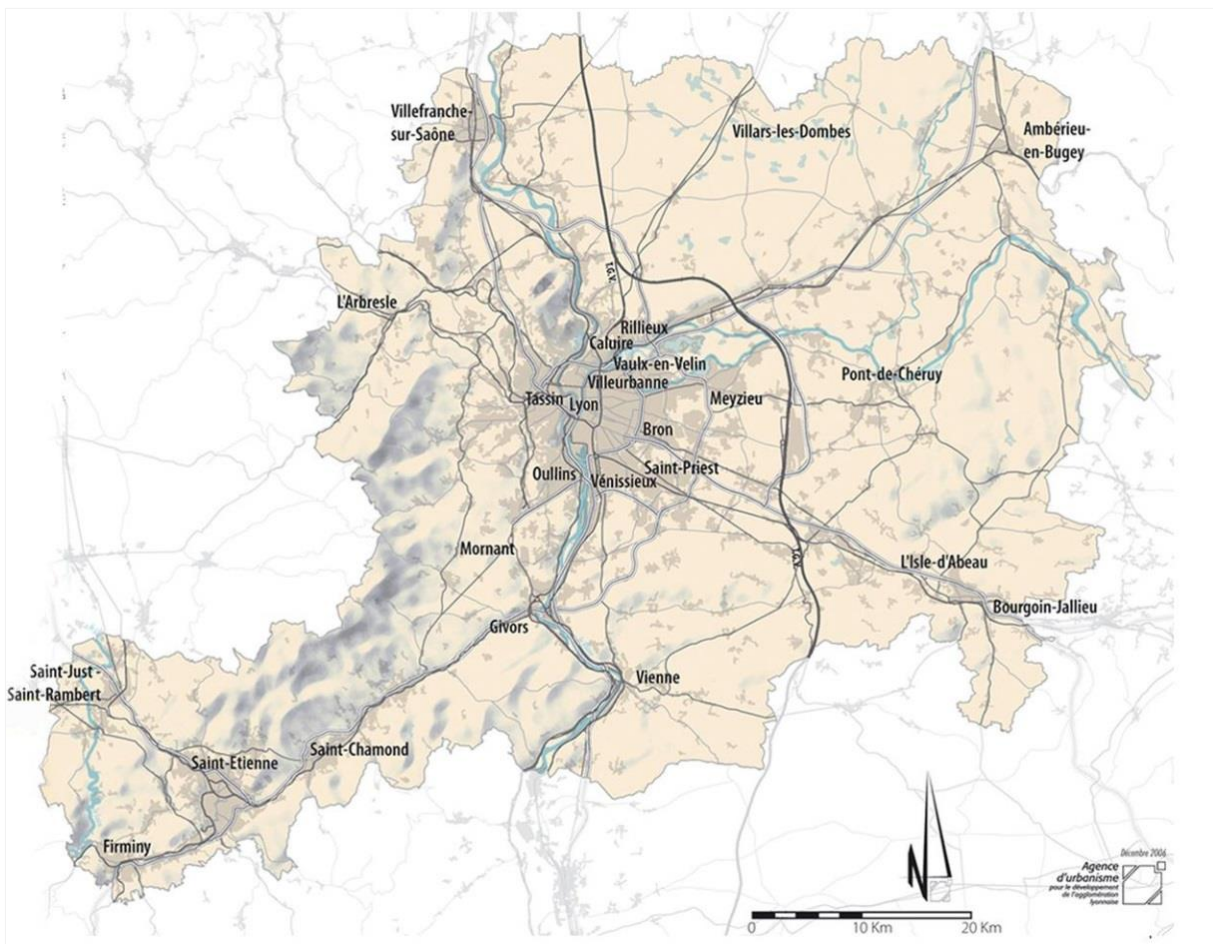 Villefranche-
sur-Saône
Villars-les-Dombes
Ambérieu-
en-Bugey
T.G.V.
L'Arbresle
Rillieux
Caluire
Vaulx-en-Velin
Villeurbanne
Pont-de-Chéruy
Tassin
Lyon
Meyzieu
Bron
Oullins
Saint-Priest
Vénissieux
Mornant
T.G.V.
L'Isle-d'Abeau
Bourgoin-Jallieu
Givors
Saint-Just -
Saint-Rambert
Vienne
Saint-Chamond
Saint-Etienne
Firminy
N
Décembre 2006
Agence
d'urbanisme
pour le développement
de l'agglomération
lyonnaise
0 10 Km 20 Km